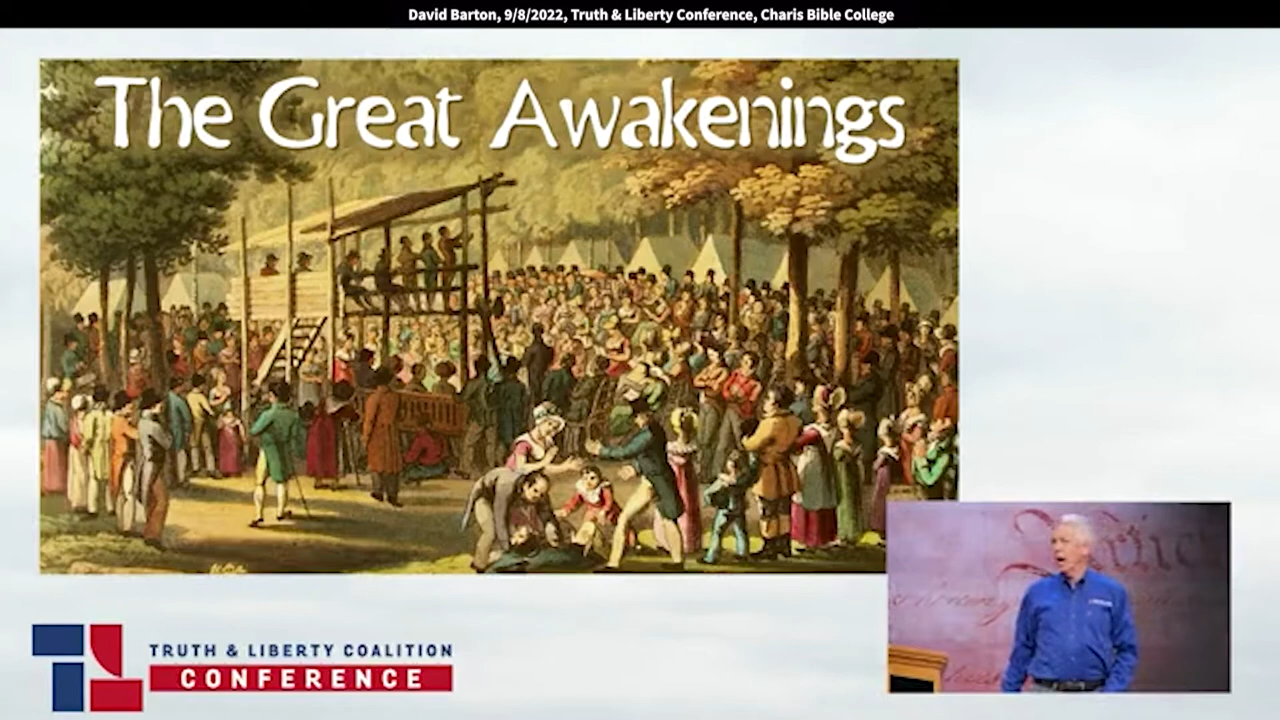 David Barton, 9/8/2022, Truth & Liberty Conference, Charis Bible College
The Great Awakenings
TRUTH & LIBERTY COALITION
CONFERENCE